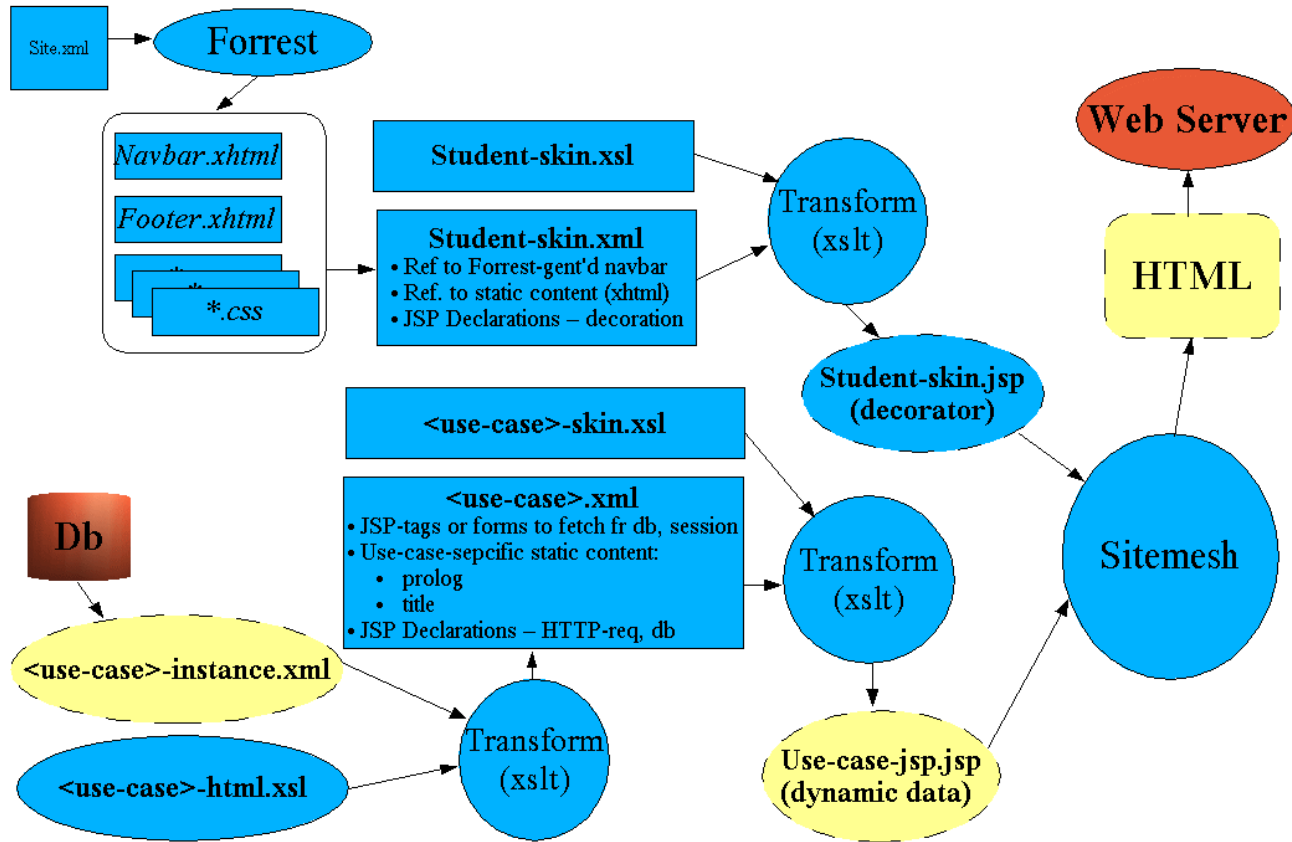 Site.xml
Forrest
Navbar.xhtml
Footer.xhtml
*
*
*.css
Student-skin.xsl
Student-skin.xml
• Ref to Forrest-gent'd navbar
• Ref. to static content (xhtml)
• JSP Declarations – decoration
Transform
(xslt)
Student-skin.jsp
(decorator)
Web Server
HTML
Sitemesh
<use-case>-skin.xsl
<use-case>.xml
• JSP-tags or forms to fetch fr db, session
• Use-case-sepcific static content:
• prolog
• title
• JSP Declarations – HTTP-req, db
Transform
(xslt)
Use-case-jsp.jsp
(dynamic data)
Db
<use-case>-instance.xml
<use-case>-html.xsl
Transform
(xslt)